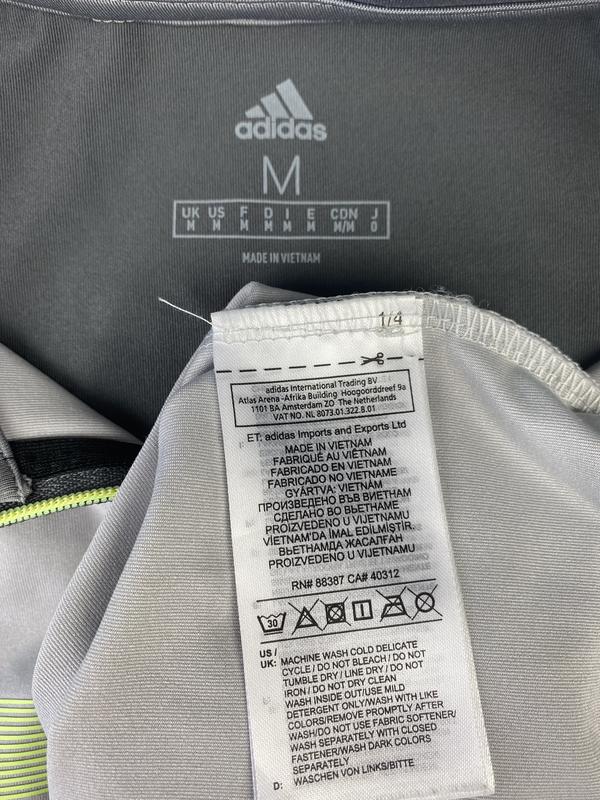 adidas
M
UK US F D I E CDN J
M M M M M M M/M O
MADE IN VIETNAM
1/4
adidas International Trading BV
Atlas Arena -Afrika Building Hoogoorddreef 9a
1101 BA Amsterdam ZO The Netherlands
VAT NO. NL 8073.01.322.B.01
ET: adidas Imports and Exports Ltd
MADE IN VIETNAM
FABRIQUÉ AU VIÊTNAM
FABRICADO EN VIETNAME
FABRICADO NO VIETNAME
GYÁRTVA: VIETNÁM
ПРОИЗВЕДЕНО ВЪВ ВИЕТНАМ
СДЕЛАНО ВО ВЬЕТНАМЕ
PROIZVEDENO U VIJETNAMU
VİETNAM'DA İMAL EDİLMİŞTİR.
ВЬЕТНАМДА ЖАСАЛҒАН
PROIZVEDENO U VIJETNAMU
RN# 88387 CA# 40312
30
US /
UK: MACHINE WASH COLD DELICATE
CYCLE / DO NOT BLEACH / DO NOT
TUMBLE DRY / LINE DRY / DO NOT
IRON / DO NOT DRY CLEAN
WASH INSIDE OUT/USE MILD
DETERGENT ONLY/WASH WITH LIKE
COLORS/REMOVE PROMPTLY AFTER
WASH/DO NOT USE FABRIC SOFTENER/
WASH SEPARATELY WITH CLOSED
FASTENER/WASH DARK COLORS
SEPARATELY
D: WASCHEN VON LINKS/BITTE